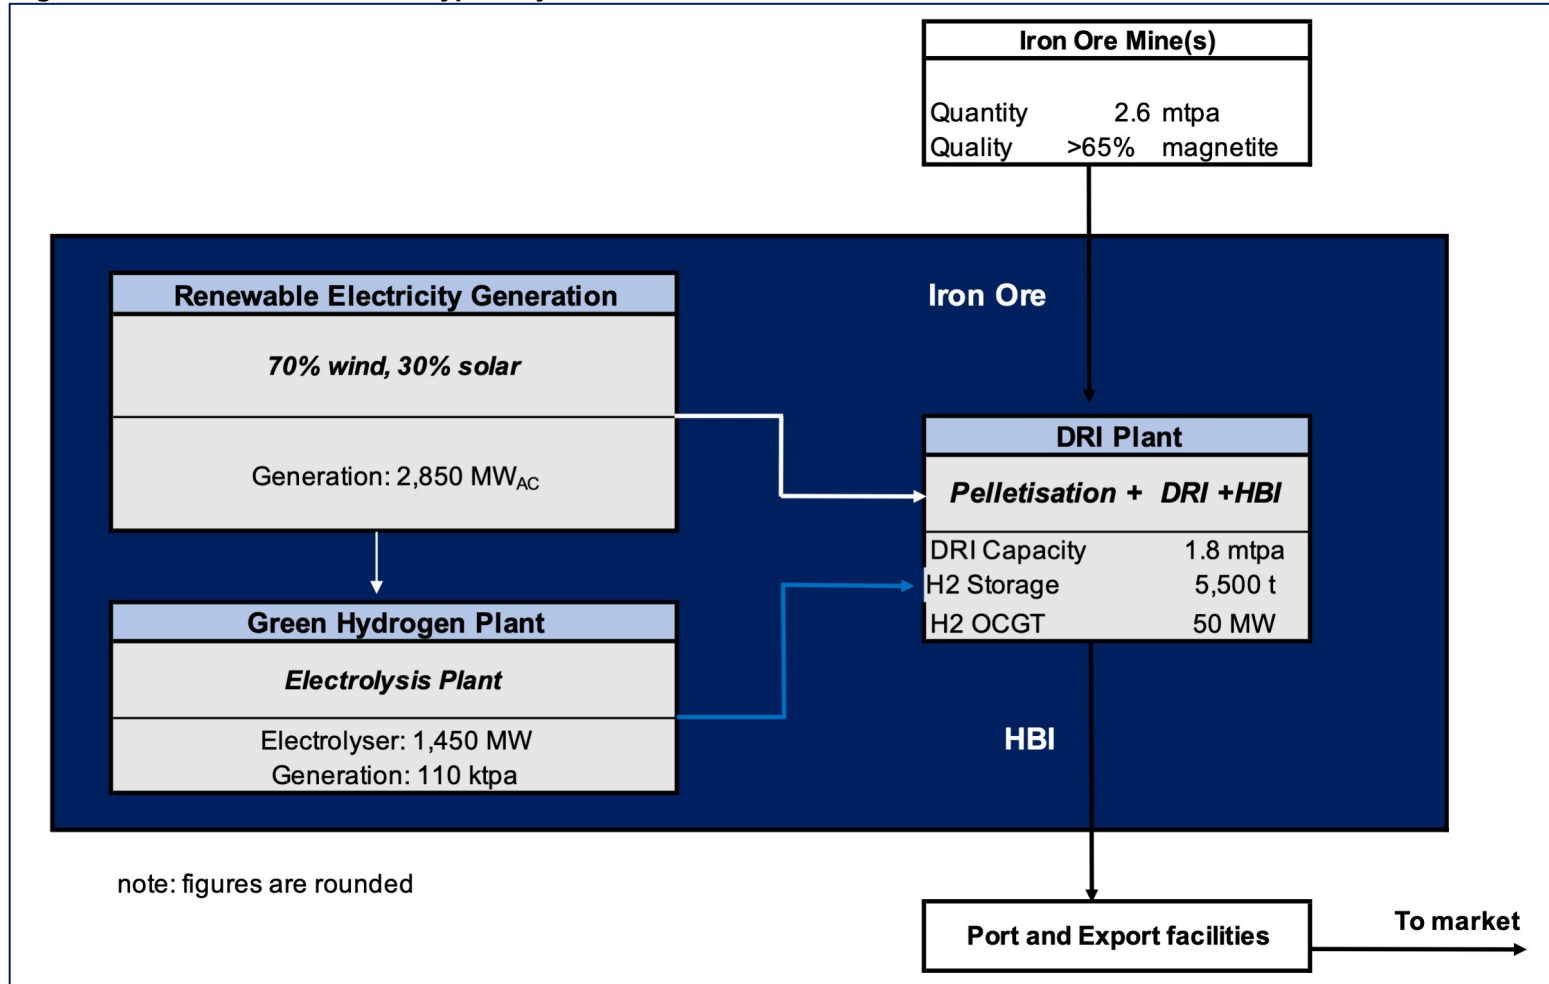 Iron Ore Mine(s)
Quantity 2.6 mtpa
Quality >65% magnetite
Renewable Electricity Generation
70% wind, 30% solar
Generation: 2,850 MWAC
Iron Ore
DRI Plant
Pelletisation + DRI +HBI
DRI Capacity 1.8 mtpa
H2 Storage 5,500 t
H2 OCGT 50 MW
Green Hydrogen Plant
Electrolysis Plant
Electrolyser: 1,450 MW
Generation: 110 ktpa
HBI
note: figures are rounded
Port and Export facilities
To market